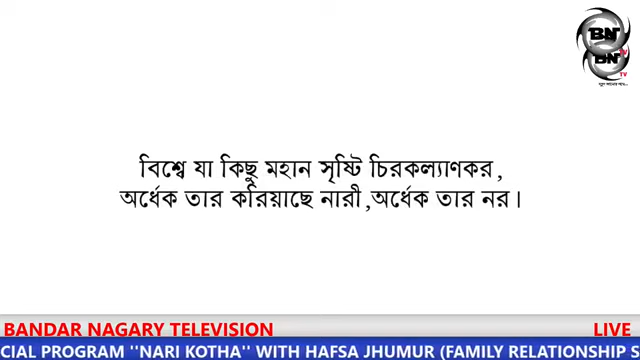 BN
BN
TV
TV
বিশ্বে যা কিছু মহান সৃষ্টি চিরকল্যাণকর,
অর্ধেক তার করিয়াছে নারী,অর্ধেক তার নর।
BANDAR NAGARY TELEVISION
LIVE
CIAL PROGRAM "NARI KOTHA" WITH HAFSA JHUMUR (FAMILY RELATIONSHIP S